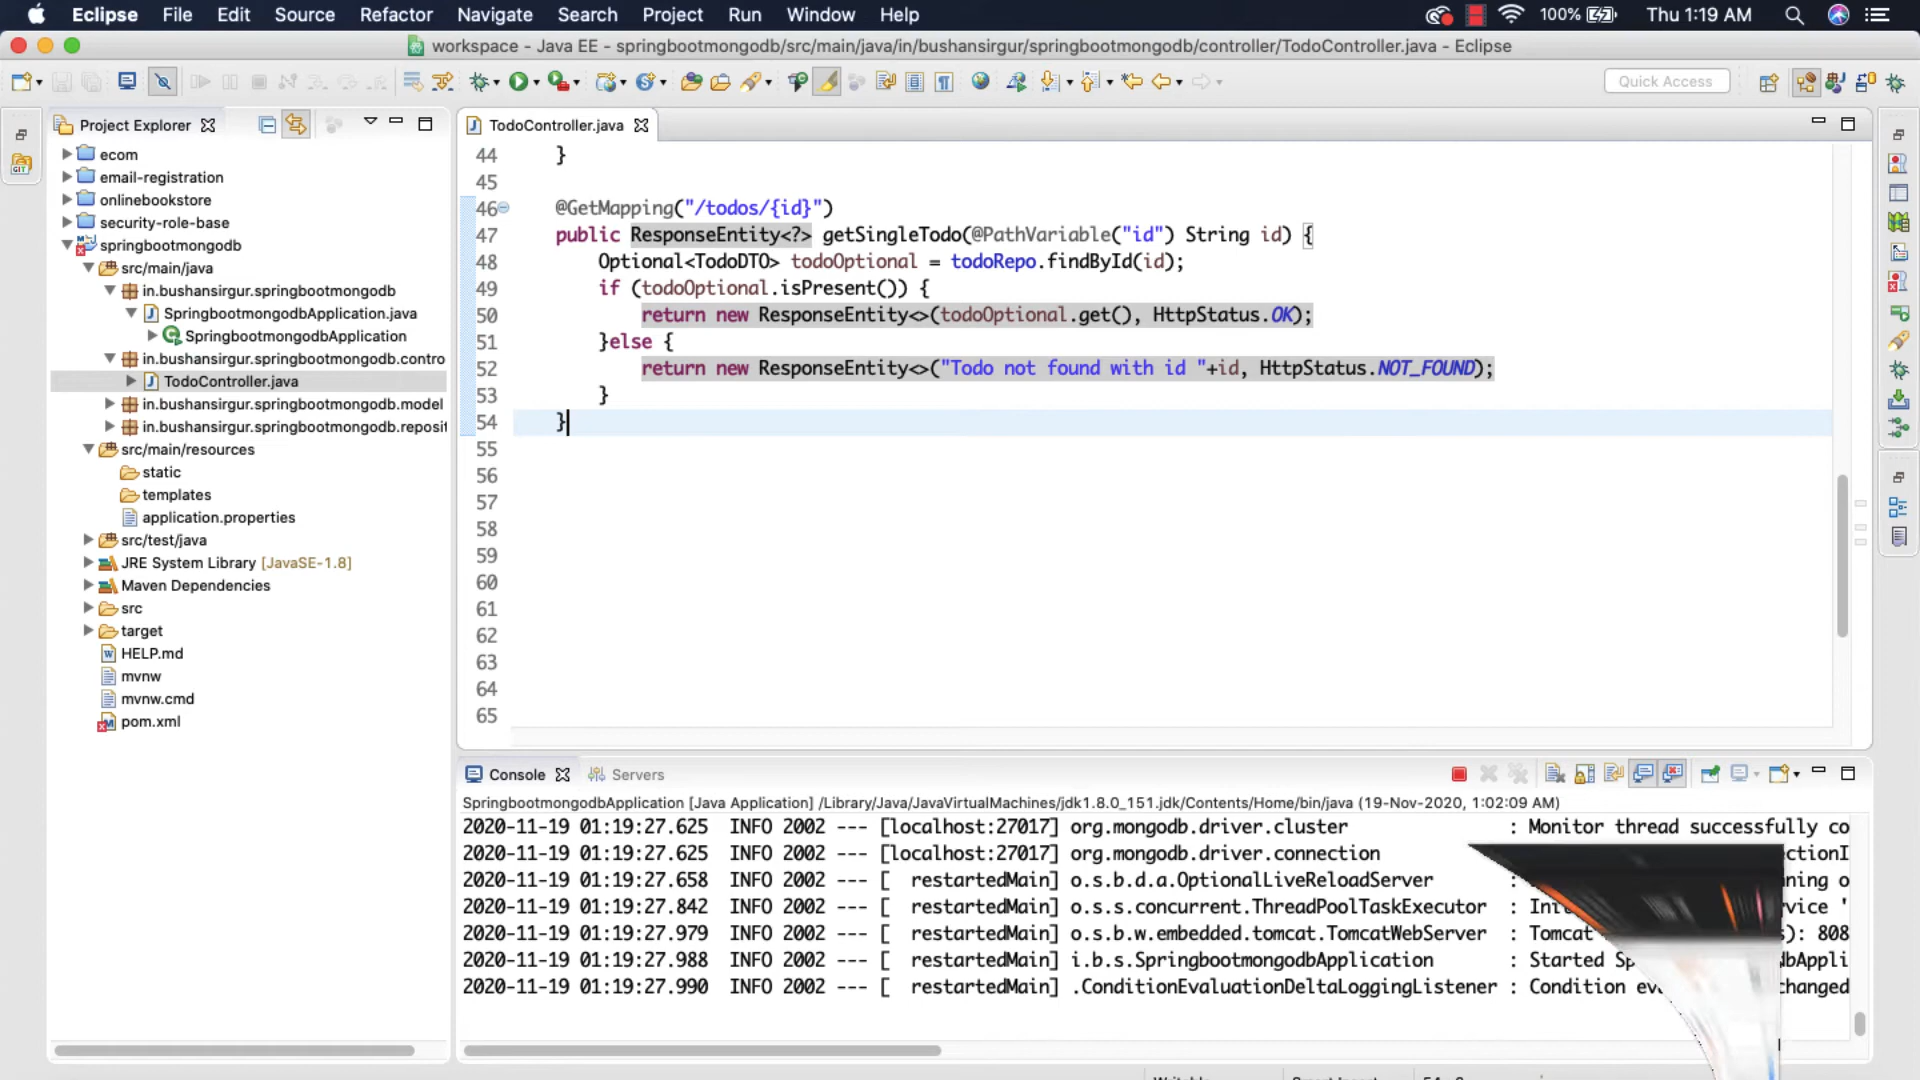 Eclipse File Edit Source Refactor Navigate Search Project Run Window Help 100% Thu 1:19 AM
workspace - Java EE - springbootmongodb/src/main/java/in/bushansirgur/springbootmongodb/controller/TodoController.java - Eclipse
Quick Access
Project Explorer
ecom
email-registration
onlinebookstore
security-role-base
springbootmongodb
src/main/java
in.bushansirgur.springbootmongodb
SpringbootmongodbApplication.java
SpringbootmongodbApplication
in.bushansirgur.springbootmongodb.contro
TodoController.java
in.bushansirgur.springbootmongodb.model
in.bushansirgur.springbootmongodb.reposit
src/main/resources
static
templates
application.properties
src/test/java
JRE System Library [JavaSE-1.8]
Maven Dependencies
src
target
HELP.md
mvnw
mvnw.cmd
pom.xml
TodoController.java
44 }
45
46 @GetMapping("/todos/{id}")
47 public ResponseEntity<?> getSingleTodo(@PathVariable("id") String id) {
48 Optional<TodoDTO> todoOptional = todoRepo.findById(id);
49 if (todoOptional.isPresent()) {
50 return new ResponseEntity<>(todoOptional.get(), HttpStatus.OK);
51 }else {
52 return new ResponseEntity<>("Todo not found with id "+id, HttpStatus.NOT_FOUND);
53 }
54 }
55
56
57
58
59
60
61
62
63
64
65
Console Servers
SpringbootmongodbApplication [Java Application] /Library/Java/JavaVirtualMachines/jdk1.8.0_151.jdk/Contents/Home/bin/java (19-Nov-2020, 1:02:09 AM)
2020-11-19 01:19:27.625 INFO 2002 --- [localhost:27017] org.mongodb.driver.cluster : Monitor thread successfully co
2020-11-19 01:19:27.625 INFO 2002 --- [localhost:27017] org.mongodb.driver.connection ctionI
2020-11-19 01:19:27.658 INFO 2002 --- [ restartedMain] o.s.b.d.a.OptionalLiveReloadServer : ning o
2020-11-19 01:19:27.842 INFO 2002 --- [ restartedMain] o.s.s.concurrent.ThreadPoolTaskExecutor : Ini vice '
2020-11-19 01:19:27.979 INFO 2002 --- [ restartedMain] o.s.b.w.embedded.tomcat.TomcatWebServer : Tomcat s): 808
2020-11-19 01:19:27.988 INFO 2002 --- [ restartedMain] i.b.s.SpringbootmongodbApplication : Started Sp dbAppli
2020-11-19 01:19:27.990 INFO 2002 --- [ restartedMain] .ConditionEvaluationDeltaLoggingListener : Condition ev changed